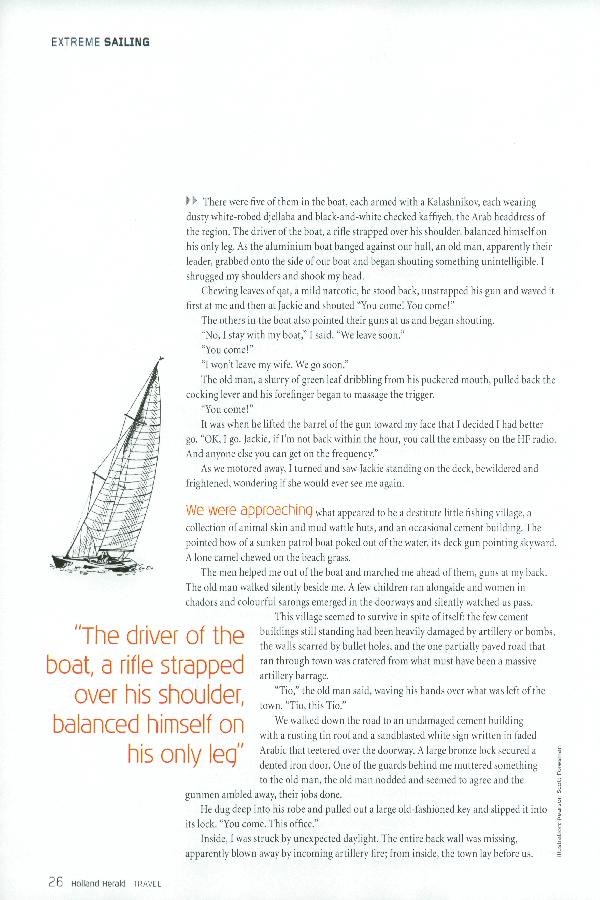 EXTREME SAILING
There were five of them in the boat, each armed with a Kalashnikov, each wearing
dusty white-robed djellaba and black-and-white checked kaffiyeh, the Arab headdress of
the region. The driver of the boat, a rifle strapped over his shoulder, balanced himself on
his only leg. As the aluminium boat banged against our hull, an old man, apparently their
leader, grabbed onto the side of our boat and began shouting something unintelligible. I
shrugged my shoulders and shook my head.
Chewing leaves of qat, a mild narcotic, he stood back, unstrapped his gun and waved it
first at me and then at Jackie and shouted "You come! You come!"
The others in the boat also pointed their guns at us and began shouting.
"No, I stay with my boat," I said. "We leave soon."
"You come!"
"I won't leave my wife. We go soon."
The old man, a slurry of green leaf dribbling from his puckered mouth, pulled back the
cocking lever and his forefinger began to massage the trigger.
"You come!"
It was when he lifted the barrel of the gun toward my face that I decided I had better
go. "OK, I go. Jackie, if I'm not back within the hour, you call the embassy on the HF radio.
And anyone else you can get on the frequency."
As we motored away, I turned and saw Jackie standing on the deck, bewildered and
frightened, wondering if she would ever see me again.
We were approaching what appeared to be a destitute little fishing village, a
collection of animal skin and mud wattle huts, and an occasional cement building. The
pointed bow of a sunken patrol boat poked out of the water, its deck gun pointing skyward.
A lone camel chewed on the beach grass.
The men helped me out of the boat and marched me ahead of them, guns at my back.
The old man walked silently beside me. A few children ran alongside and women in
chadors and colourful sarongs emerged in the doorways and silently watched us pass.
This village seemed to survive in spite of itself: the few cement
buildings still standing had been heavily damaged by artillery or bombs,
the walls scarred by bullet holes, and the one partially paved road that
ran through town was cratered from what must have been a massive
artillery barrage.
"Tio," the old man said, waving his hands over what was left of the
town. "Tio, this Tio."
We walked down the road to an undamaged cement building
with a rusting tin roof and a sandblasted white sign written in faded
Arabic that teetered over the doorway. A large bronze lock secured a
dented iron door. One of the guards behind me muttered something
to the old man, the old man nodded and seemed to agree and the
gunmen ambled away, their jobs done.
He dug deep into his robe and pulled out a large old-fashioned key and slipped it into
its lock. "You come. This office."
Inside, I was struck by unexpected daylight. The entire back wall was missing,
apparently blown away by incoming artillery fire; from inside, the town lay before us.
"The driver of the
boat, a rifle strapped
over his shoulder,
balanced himself on
his only leg"
Illustration: Pearson Scott Foresman
26 Holland Herald TRAVEL